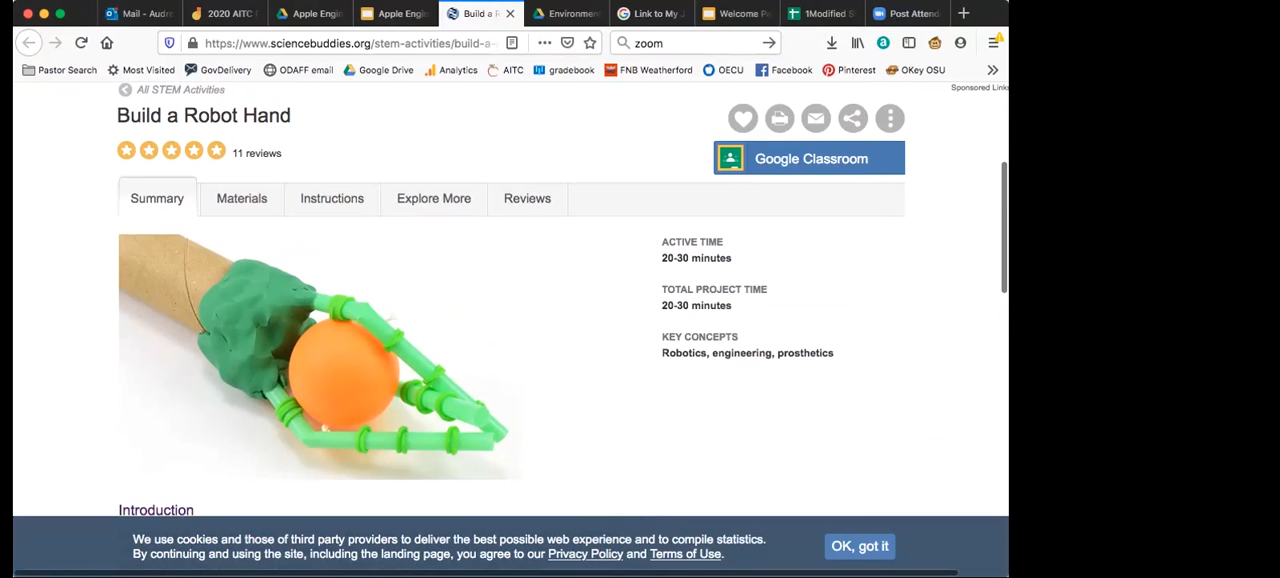 Mail - Audre
2020 AITC
Apple Engin
Apple Engin
Build a R
Environmen
Link to My J
Welcome Pa
1Modified S
Post Attend
https://www.sciencebuddies.org/stem-activities/build-a-
zoom
Pastor Search
Most Visited
GovDelivery
ODAFF email
Google Drive
Analytics
AITC
gradebook
FNB Weatherford
OECU
Facebook
Pinterest
OKey OSU
All STEM Activities
Sponsored Links
Build a Robot Hand
11 reviews
Google Classroom
Summary
Materials
Instructions
Explore More
Reviews
ACTIVE TIME
20-30 minutes
TOTAL PROJECT TIME
20-30 minutes
KEY CONCEPTS
Robotics, engineering, prosthetics
Introduction
We use cookies and those of third party providers to deliver the best possible web experience and to compile statistics.
By continuing and using the site, including the landing page, you agree to our Privacy Policy and Terms of Use.
OK, got it